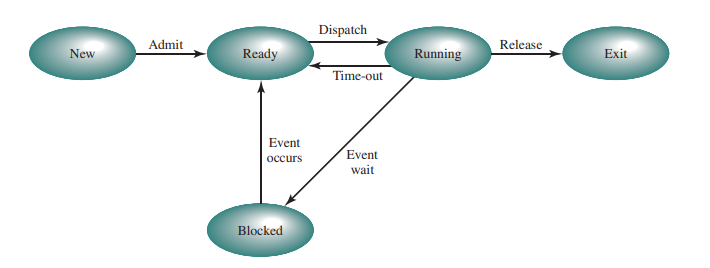 Dispatch
New
Admit
Ready
Running
Release
Exit
Time-out
Event
occurs
Event
wait
Blocked